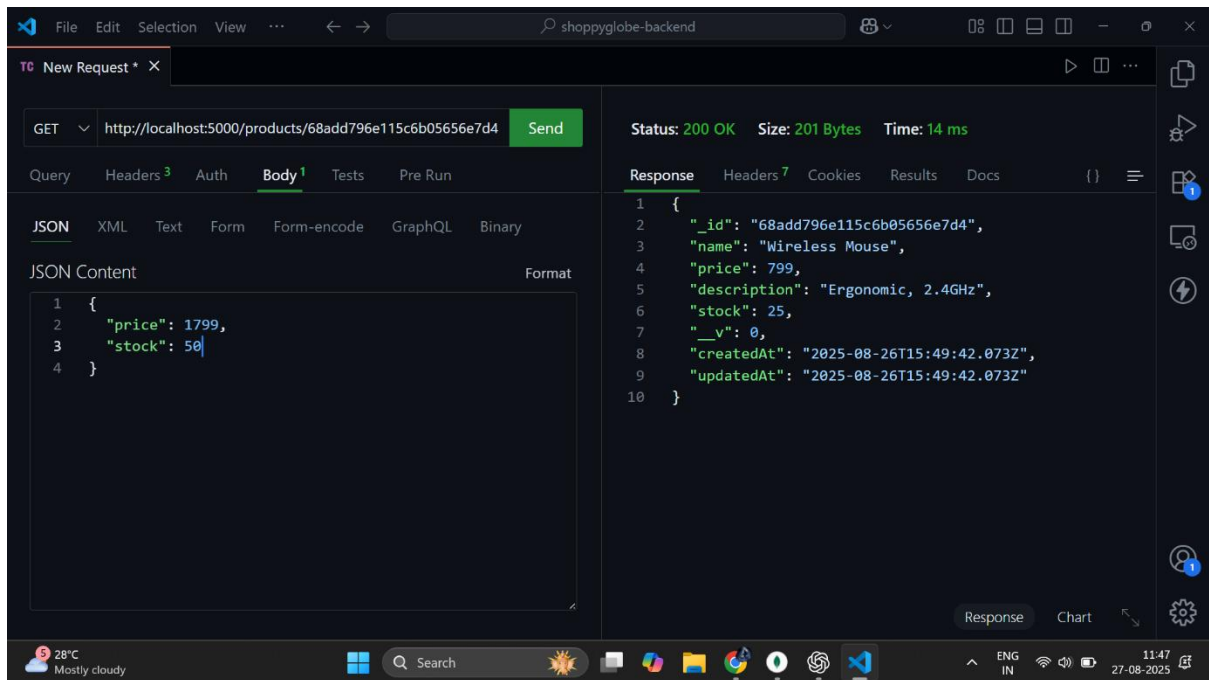 File Edit Selection View ··· shoppyglobe-backend
TC New Request *
GET http://localhost:5000/products/68add796e115c6b05656e7d4 Send
Query Headers 3 Auth Body 1 Tests Pre Run
JSON XML Text Form Form-encode GraphQL Binary
JSON Content Format
1 {
2 "price": 1799,
3 "stock": 50
4 }
Status: 200 OK Size: 201 Bytes Time: 14 ms
Response Headers 7 Cookies Results Docs { }
1 {
2 "_id": "68add796e115c6b05656e7d4",
3 "name": "Wireless Mouse",
4 "price": 799,
5 "description": "Ergonomic, 2.4GHz",
6 "stock": 25,
7 "__v": 0,
8 "createdAt": "2025-08-26T15:49:42.073Z",
9 "updatedAt": "2025-08-26T15:49:42.073Z"
10 }
Response Chart
1
1
5 28°C
Mostly cloudy
Search
ENG
IN
11:47
27-08-2025